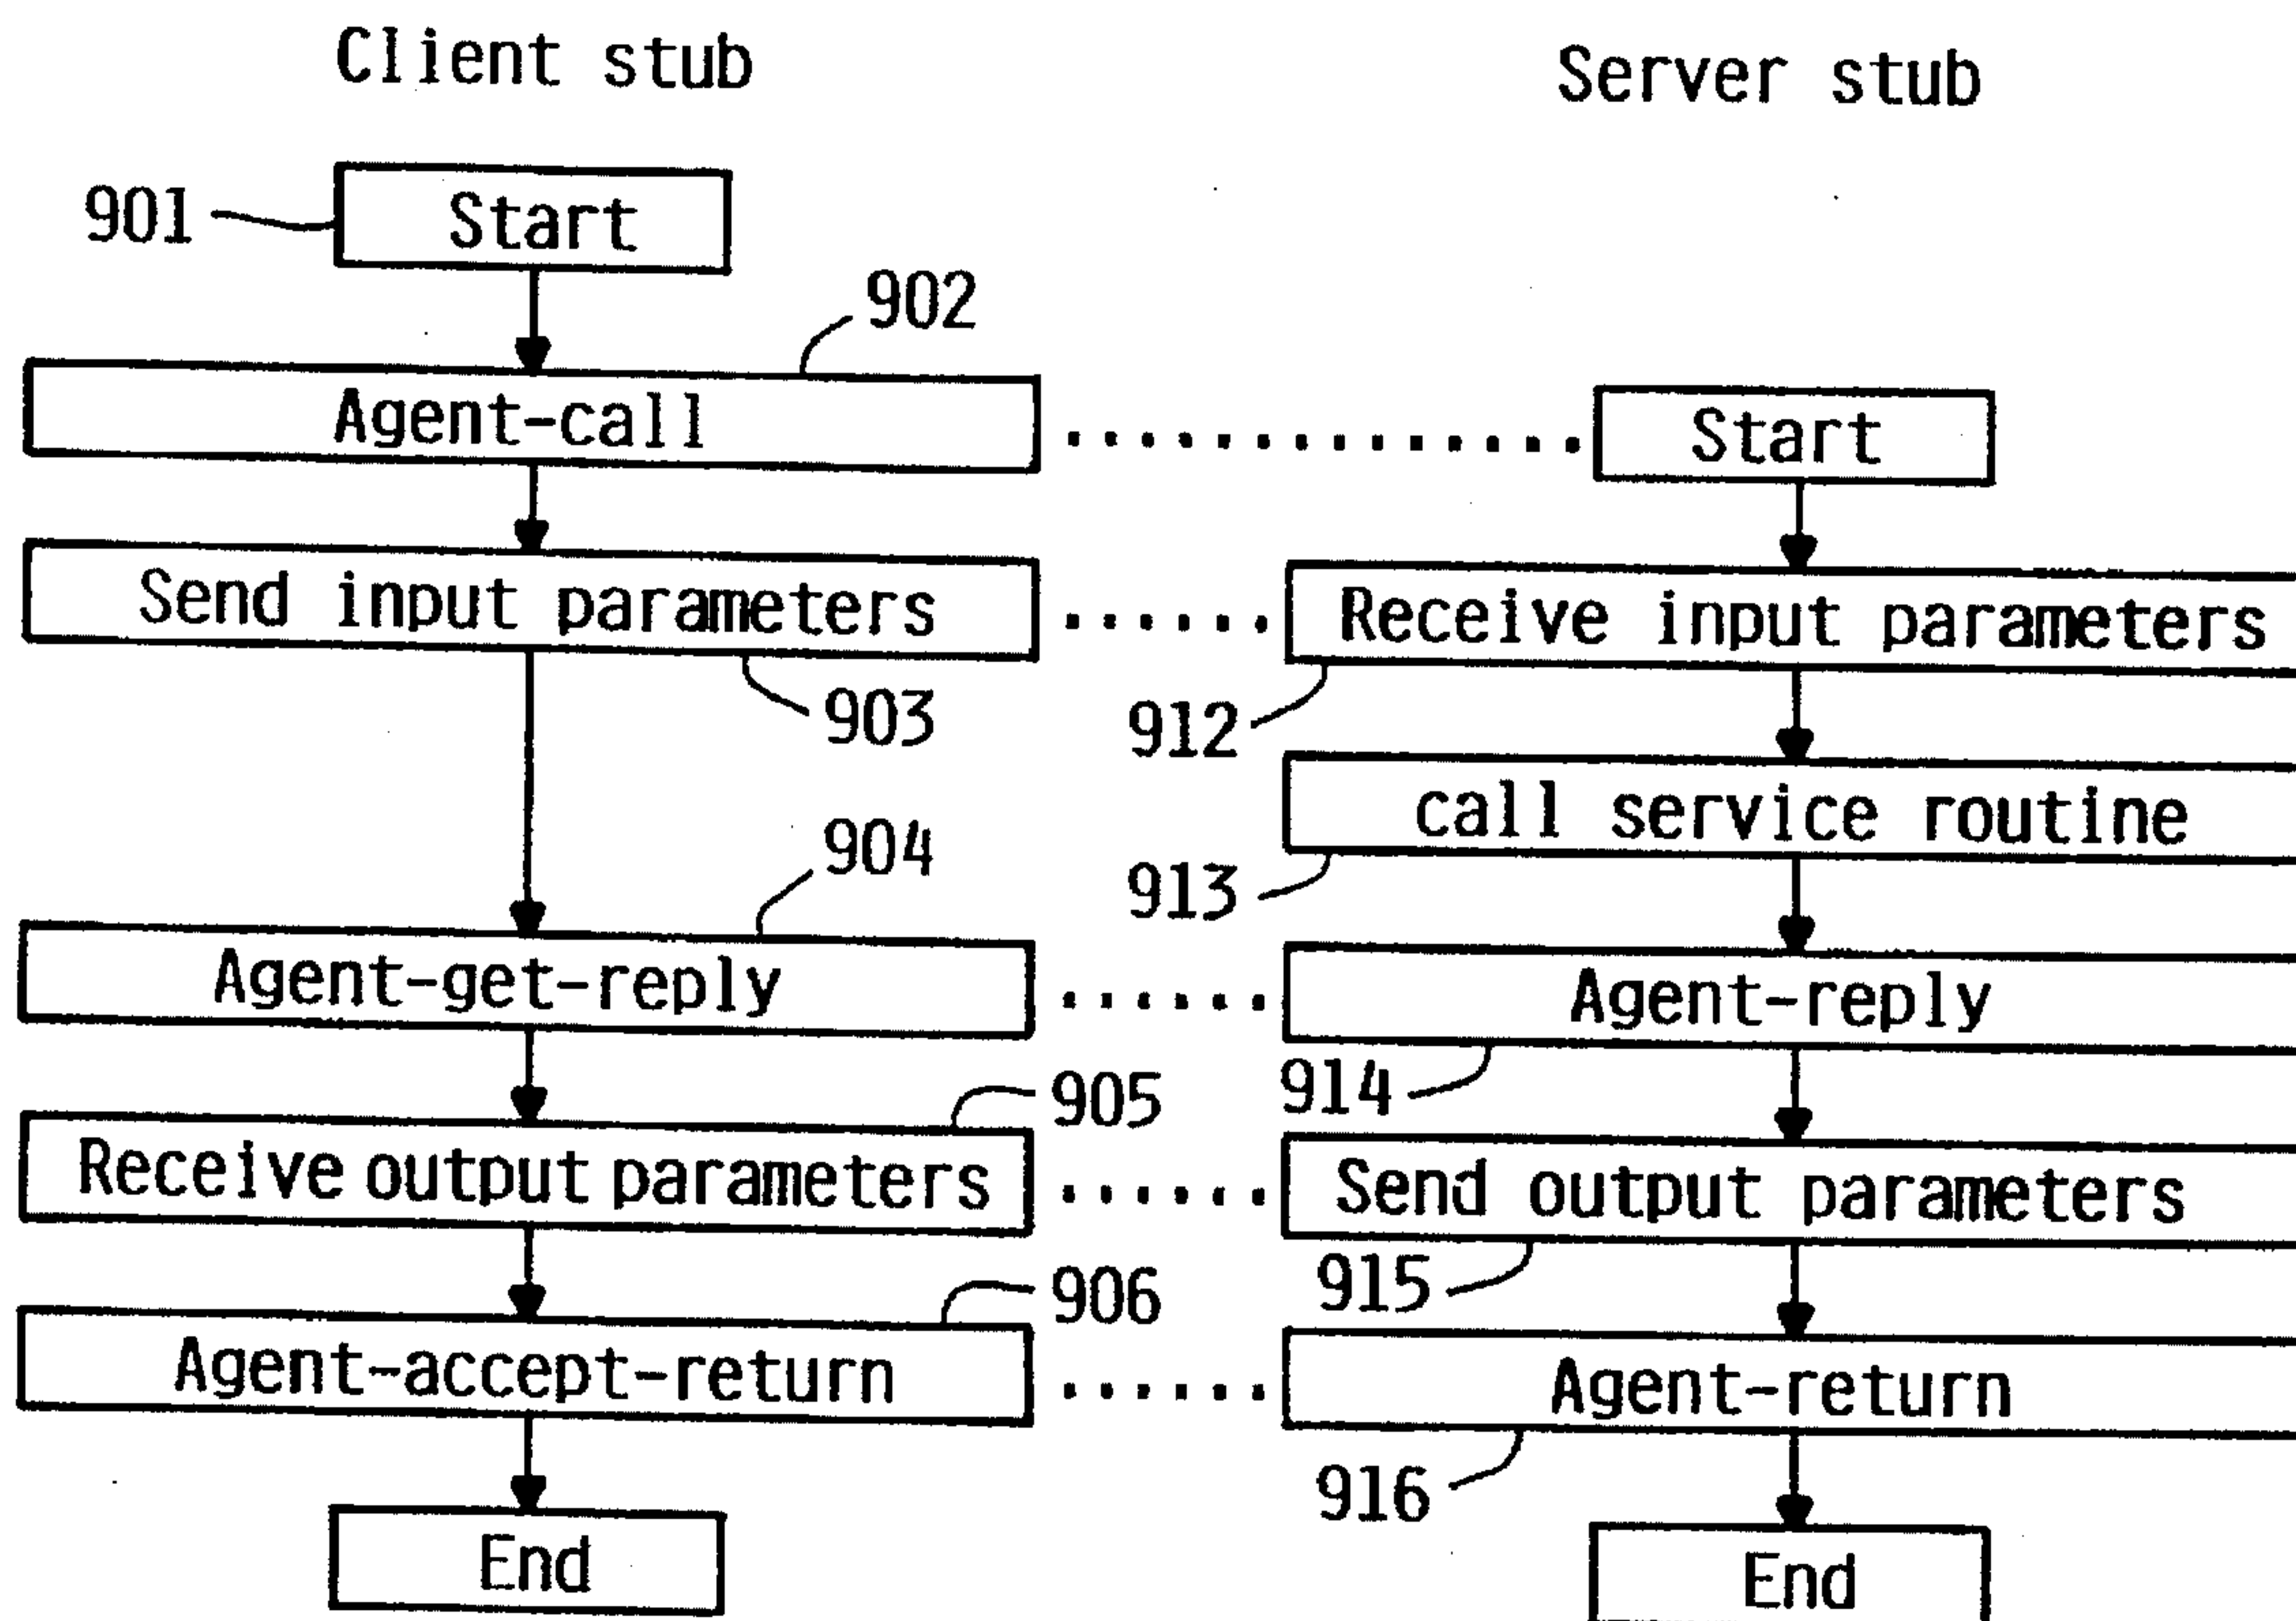 Client stub
Server stub
901
Start
902
Agent-call
Start
Send input parameters
Receive input parameters
903
912
call service routine
904
913
Agent-get-reply
Agent-reply
905
914
Receive output parameters
Send output parameters
906
915
Agent-accept-return
Agent-return
916
End
End